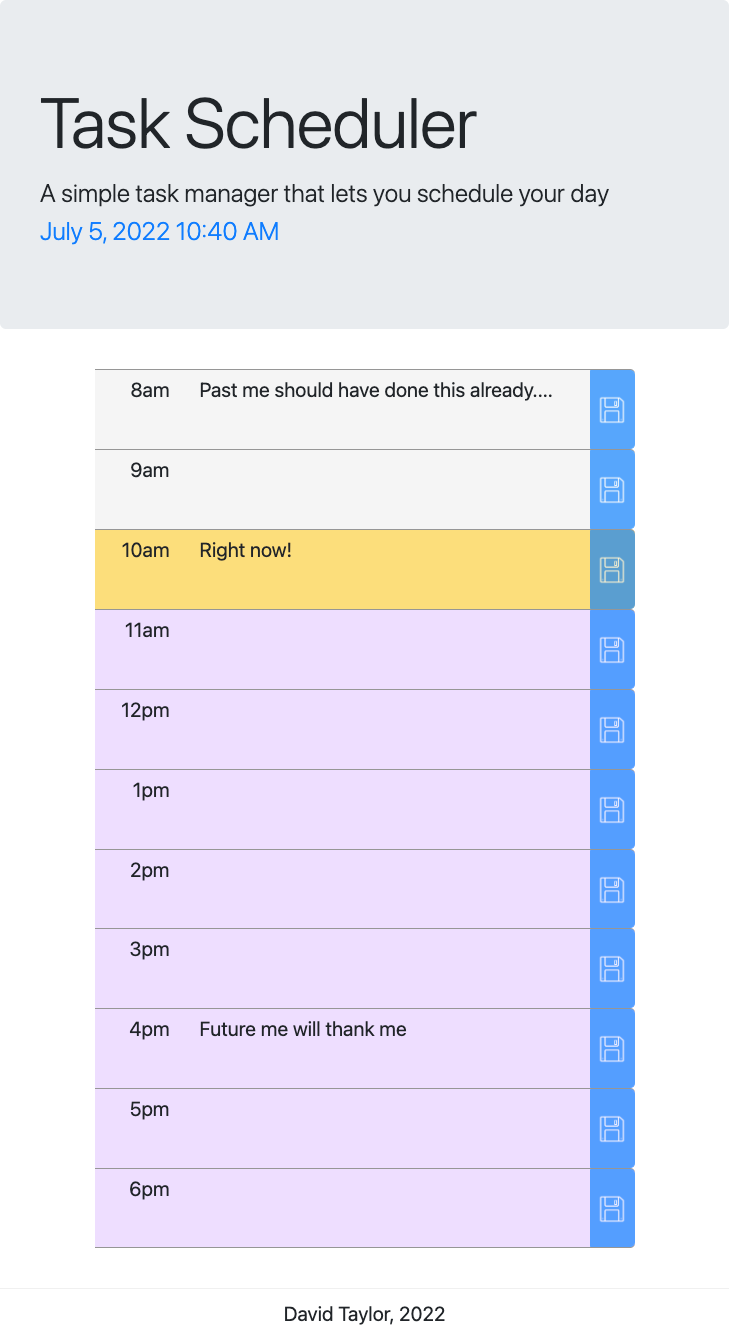 Task Scheduler
A simple task manager that lets you schedule your day
July 5, 2022 10:40 AM
8am Past me should have done this already....
9am
10am Right now!
11am
12pm
1pm
2pm
3pm
4pm Future me will thank me
5pm
6pm
David Taylor, 2022